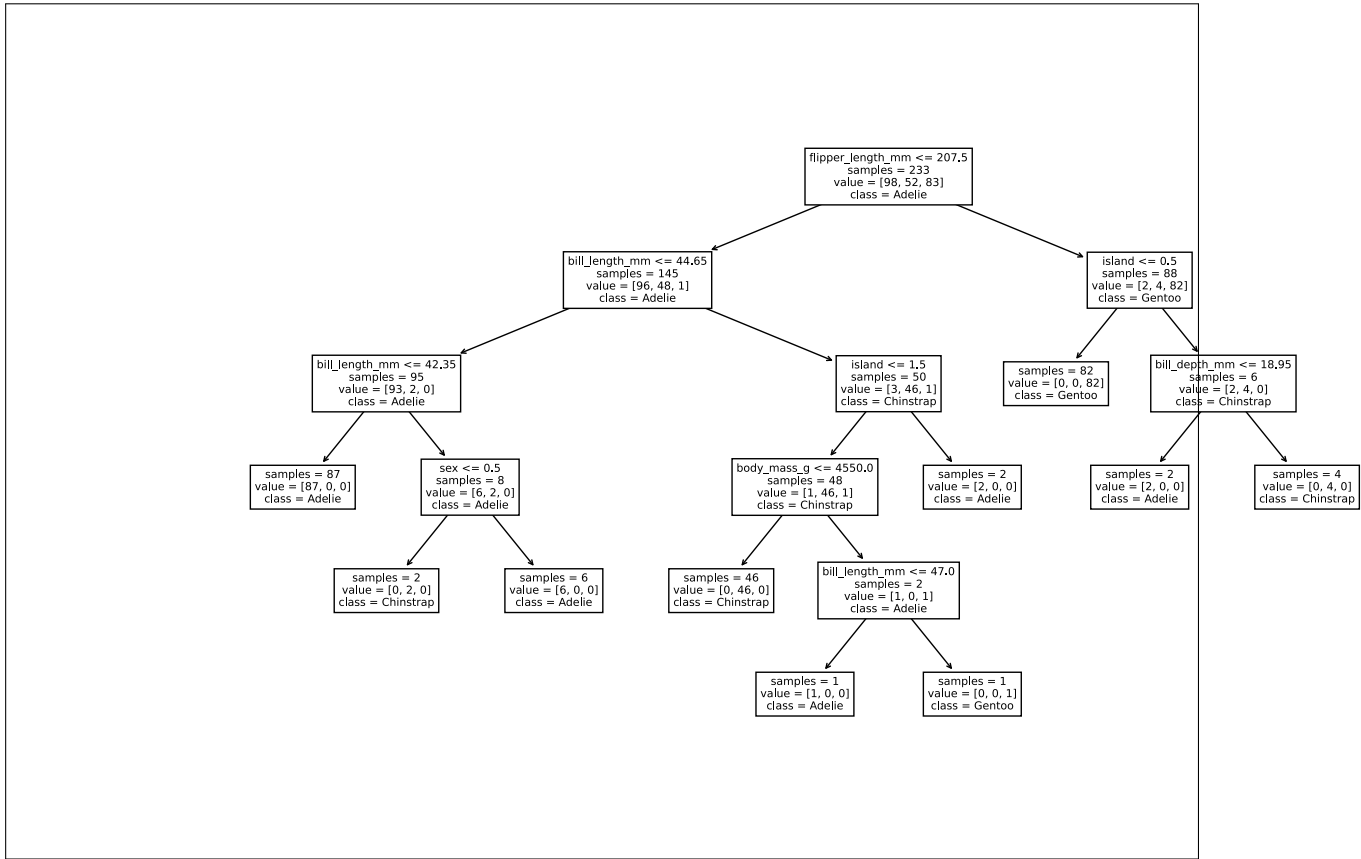 flipper_length_mm <= 207.5
samples = 233
value = [98, 52, 83]
class = Adelie
bill_length_mm <= 44.65
samples = 145
value = [96, 48, 1]
class = Adelie
island <= 0.5
samples = 88
value = [2, 4, 82]
class = Gentoo
bill_length_mm <= 42.35
samples = 95
value = [93, 2, 0]
class = Adelie
island <= 1.5
samples = 50
value = [3, 46, 1]
class = Chinstrap
samples = 82
value = [0, 0, 82]
class = Gentoo
bill_depth_mm <= 18.95
samples = 6
value = [2, 4, 0]
class = Chinstrap
samples = 87
value = [87, 0, 0]
class = Adelie
sex <= 0.5
samples = 8
value = [6, 2, 0]
class = Adelie
body_mass_g <= 4550.0
samples = 48
value = [1, 46, 1]
class = Chinstrap
samples = 2
value = [2, 0, 0]
class = Adelie
samples = 2
value = [2, 0, 0]
class = Adelie
samples = 4
value = [0, 4, 0]
class = Chinstrap
samples = 2
value = [0, 2, 0]
class = Chinstrap
samples = 6
value = [6, 0, 0]
class = Adelie
samples = 46
value = [0, 46, 0]
class = Chinstrap
bill_length_mm <= 47.0
samples = 2
value = [1, 0, 1]
class = Adelie
samples = 1
value = [1, 0, 0]
class = Adelie
samples = 1
value = [0, 0, 1]
class = Gentoo